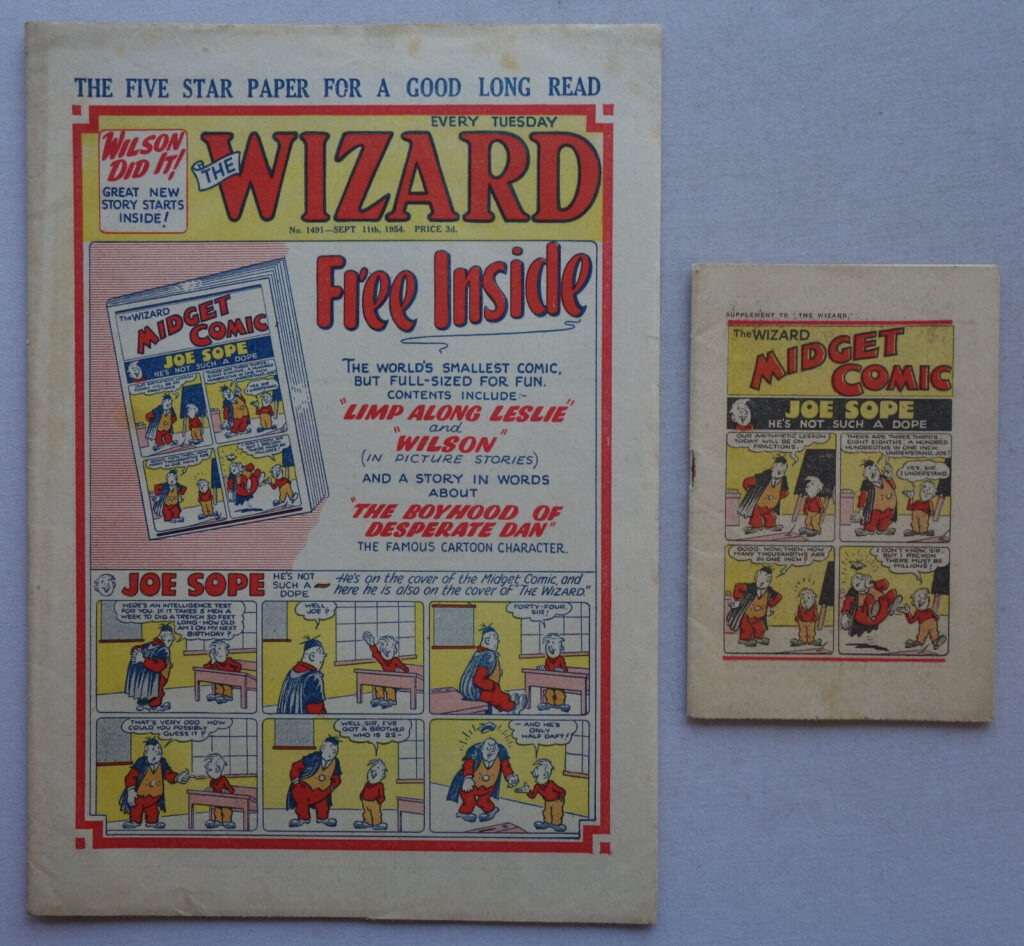 THE FIVE STAR PAPER FOR A GOOD LONG READ
EVERY TUESDAY
WILSON
DID IT!
GREAT NEW
STORY STARTS
INSIDE!
THE
WIZARD
No. 1491—SEPT 11th, 1954. PRICE 3d.
Free Inside
The WIZARD
MIDGET
COMIC
JOE SOPE
HE'S NOT SUCH A DOPE
THE WORLD'S SMALLEST COMIC,
BUT FULL-SIZED FOR FUN.
CONTENTS INCLUDE:-
"LIMP ALONG LESLIE"
and
"WILSON"
(IN PICTURE STORIES)
AND A STORY IN WORDS
ABOUT
"THE BOYHOOD OF
DESPERATE DAN"
THE FAMOUS CARTOON CHARACTER.
JOE SOPE
HE'S NOT
SUCH A
DOPE
He's on the cover of the Midget Comic, and
here he is also on the cover of "THE WIZARD."
HERE'S AN INTELLIGENCE TEST
FOR YOU. IF IT TAKES 5 MEN A
WEEK TO DIG A TRENCH 30 FEET
LONG - HOW OLD
AM I ON MY NEXT
BIRTHDAY?
WELL
JOE?
FORTY-FOUR,
SIR!
THAT'S VERY ODD HOW
COULD YOU POSSIBLY
GUESS IT?
WELL, SIR, I'VE
GOT A BROTHER
WHO IS 22-
- AND HE'S
ONLY
HALF DAFT!
SUPPLEMENT TO "THE WIZARD,"
The WIZARD
MIDGET
COMIC
JOE SOPE
HE'S NOT SUCH A DOPE
OUR ARITHMETIC LESSON
TODAY WILL BE ON
FRACTIONS.
THERE ARE THREE THIRDS,
EIGHT EIGHTHS, A HUNDRED
HUNDREDTHS IN ONE INCH.
UNDERSTAND, JOE?
YES, SIR,
I UNDERSTAND
GOOD. NOW, THEN, HOW
MANY THOUSANDTHS ARE
IN ONE INCH?
I DON'T KNOW, SIR,
BUT I RECKON
THERE MUST BE
MILLIONS!